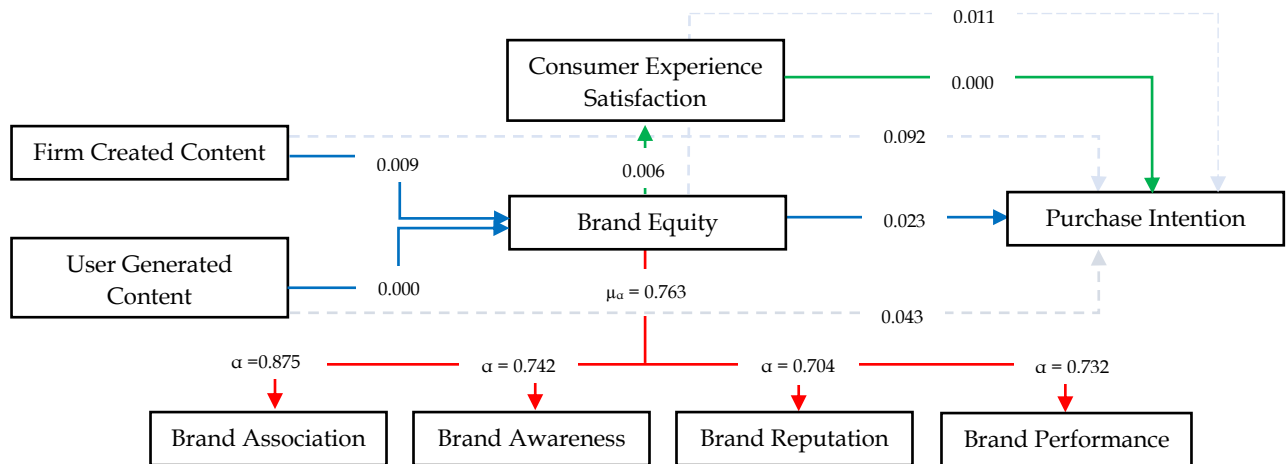 0.011
Consumer Experience
Satisfaction
0.000
Firm Created Content
0.092
0.009
0.006
Brand Equity
0.023
Purchase Intention
User Generated
Content
0.000
μα = 0.763
0.043
α =0.875
α = 0.742
α = 0.704
α = 0.732
Brand Association
Brand Awareness
Brand Reputation
Brand Performance